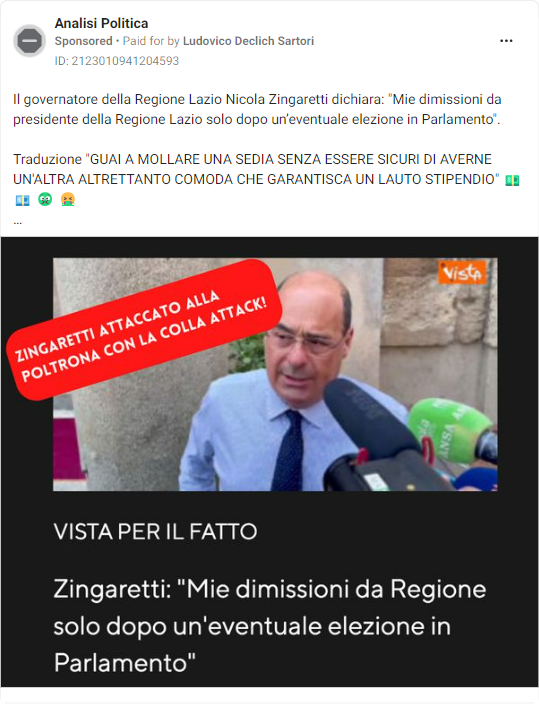 Analisi Politica
Sponsored • Paid for by Ludovico Declich Sartori
ID: 2123010941204593
Il governatore della Regione Lazio Nicola Zingaretti dichiara: "Mie dimissioni da
presidente della Regione Lazio solo dopo un’eventuale elezione in Parlamento".
Traduzione "GUAI A MOLLARE UNA SEDIA SENZA ESSERE SICURI DI AVERNE
UN'ALTRA ALTRETTANTO COMODA CHE GARANTISCA UN LAUTO STIPENDIO" 💵
💶 🤢 🤮
...
vista
ZINGARETTI ATTACCATO ALLA
POLTRONA CON LA COLLA ATTACK!
ANSA
VISTA PER IL FATTO
Zingaretti: "Mie dimissioni da Regione
solo dopo un'eventuale elezione in
Parlamento"